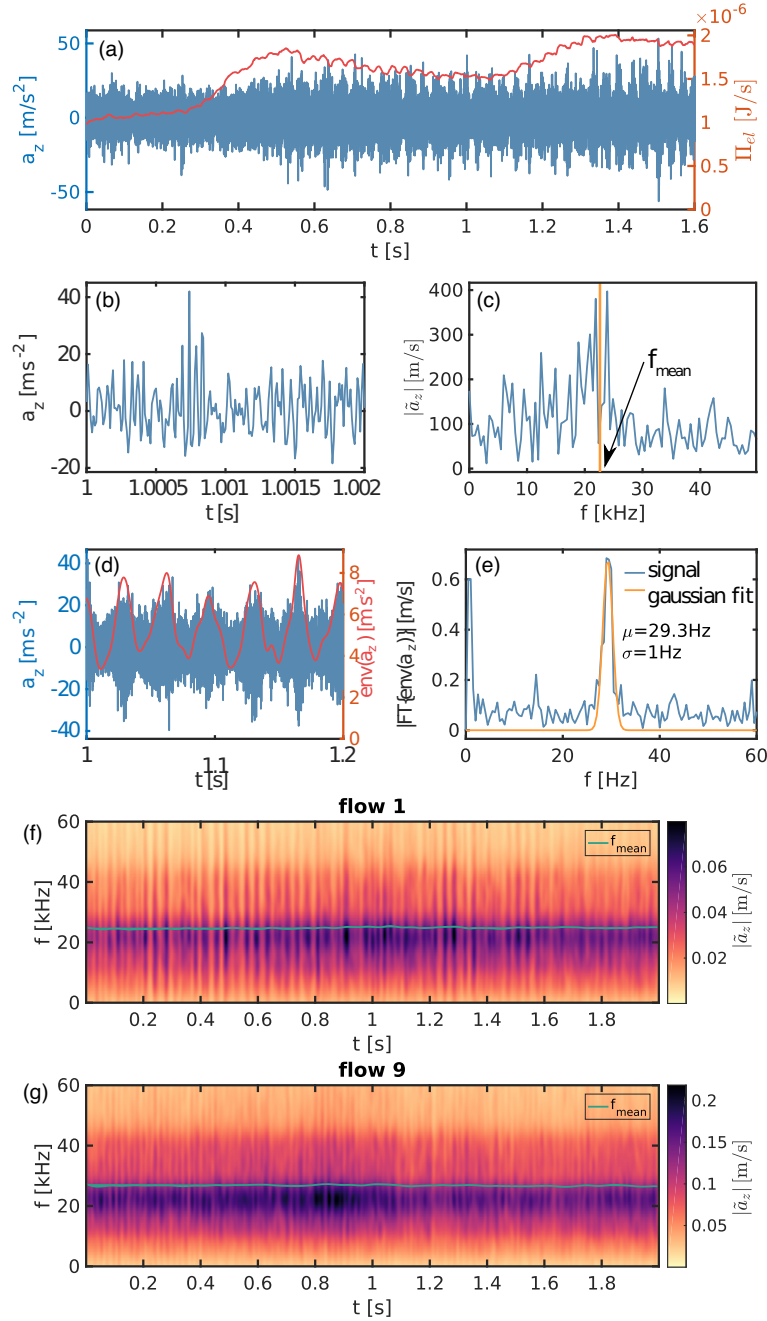 (a)
×10⁻⁶
50
0
-50
a_z [m/s²]
2
1.5
1
0.5
0
Π_el [J/s]
0 0.2 0.4 0.6 0.8 1 1.2 1.4 1.6
t [s]
(b)
40
20
0
-20
a_z [ms⁻²]
1 1.0005 1.001 1.0015 1.002
t [s]
(c)
400
300
200
100
0
|ã_z| [m/s]
f_mean
0 10 20 30 40
f [kHz]
(d)
40
20
0
-20
-40
a_z [ms⁻²]
8
6
4
2
0
env(a_z) [ms⁻²]
1 1.1 1.2
t [s]
(e)
signal
gaussian fit
μ=29.3Hz
σ=1Hz
0.6
0.4
0.2
0
|FT{env(a_z)}| [m/s]
0 20 40 60
f [Hz]
flow 1
(f)
60
40
20
0
f [kHz]
f_mean
0.06
0.04
0.02
|ã_z| [m/s]
0.2 0.4 0.6 0.8 1 1.2 1.4 1.6 1.8
t [s]
flow 9
(g)
60
40
20
0
f [kHz]
f_mean
0.2
0.15
0.1
0.05
|ã_z| [m/s]
0.2 0.4 0.6 0.8 1 1.2 1.4 1.6 1.8
t [s]